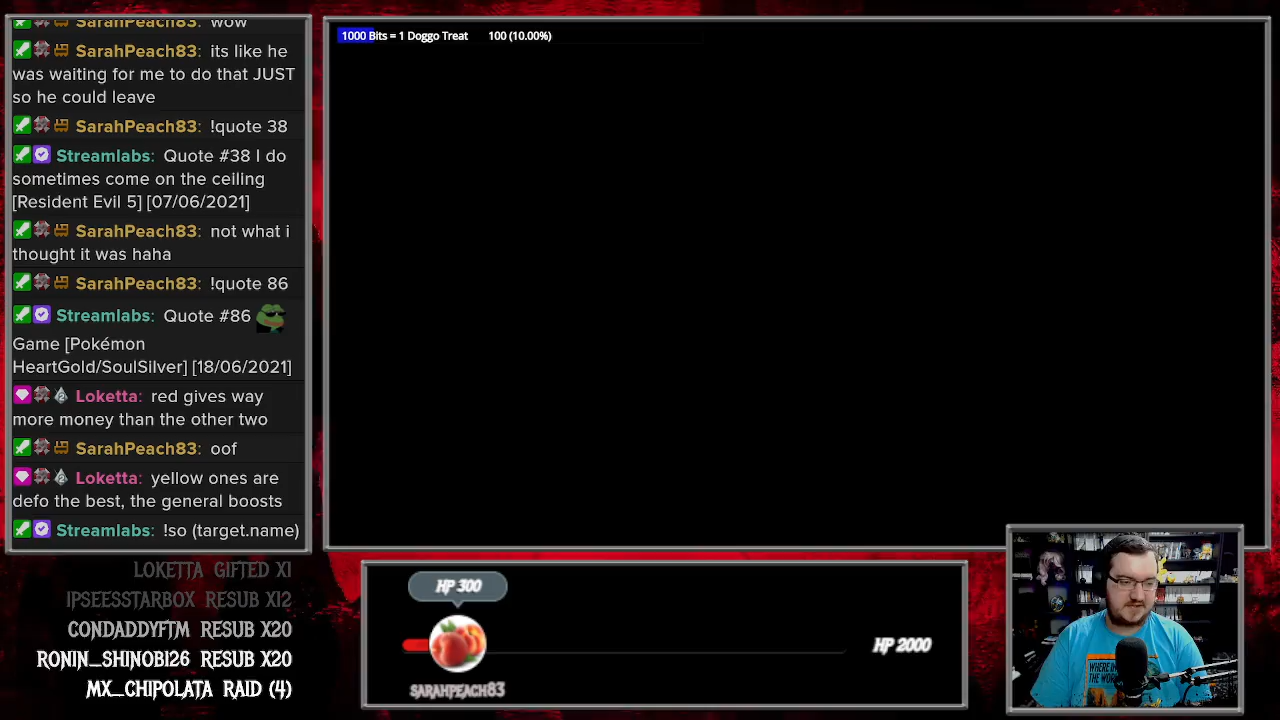 SarahPeach83: wow
SarahPeach83: its like he
was waiting for me to do that JUST
so he could leave
SarahPeach83: !quote 38
Streamlabs: Quote #38 I do
sometimes come on the ceiling
[Resident Evil 5] [07/06/2021]
SarahPeach83: not what i
thought it was haha
SarahPeach83: !quote 86
Streamlabs: Quote #86
Game [Pokémon
HeartGold/SoulSilver] [18/06/2021]
Loketta: red gives way
more money than the other two
SarahPeach83: oof
Loketta: yellow ones are
defo the best, the general boosts
Streamlabs: !so (target.name)
LOKETTA GIFTED X1
IPSEESSTARBOX RESUB X12
CONDADDYFTM RESUB X20
RONIN_SHINOBI26 RESUB X20
MX_CHIPOLATA RAID (4)
1000 Bits = 1 Doggo Treat 100 (10.00%)
HP 300
HP 2000
SARAHPEACH83